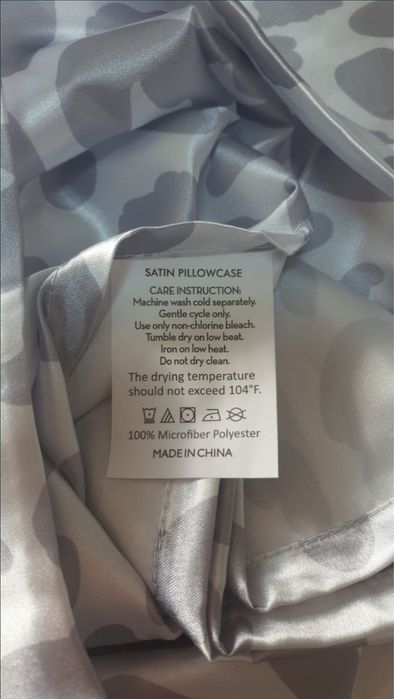 SATIN PILLOWCASE
CARE INSTRUCTION:
Machine wash cold separately.
Gentle cycle only.
Use only non-chlorine bleach.
Tumble dry on low beat.
Iron on low heat.
Do not dry clean.
The drying temperature
should not exceed 104°F.
100% Microfiber Polyester
MADE IN CHINA